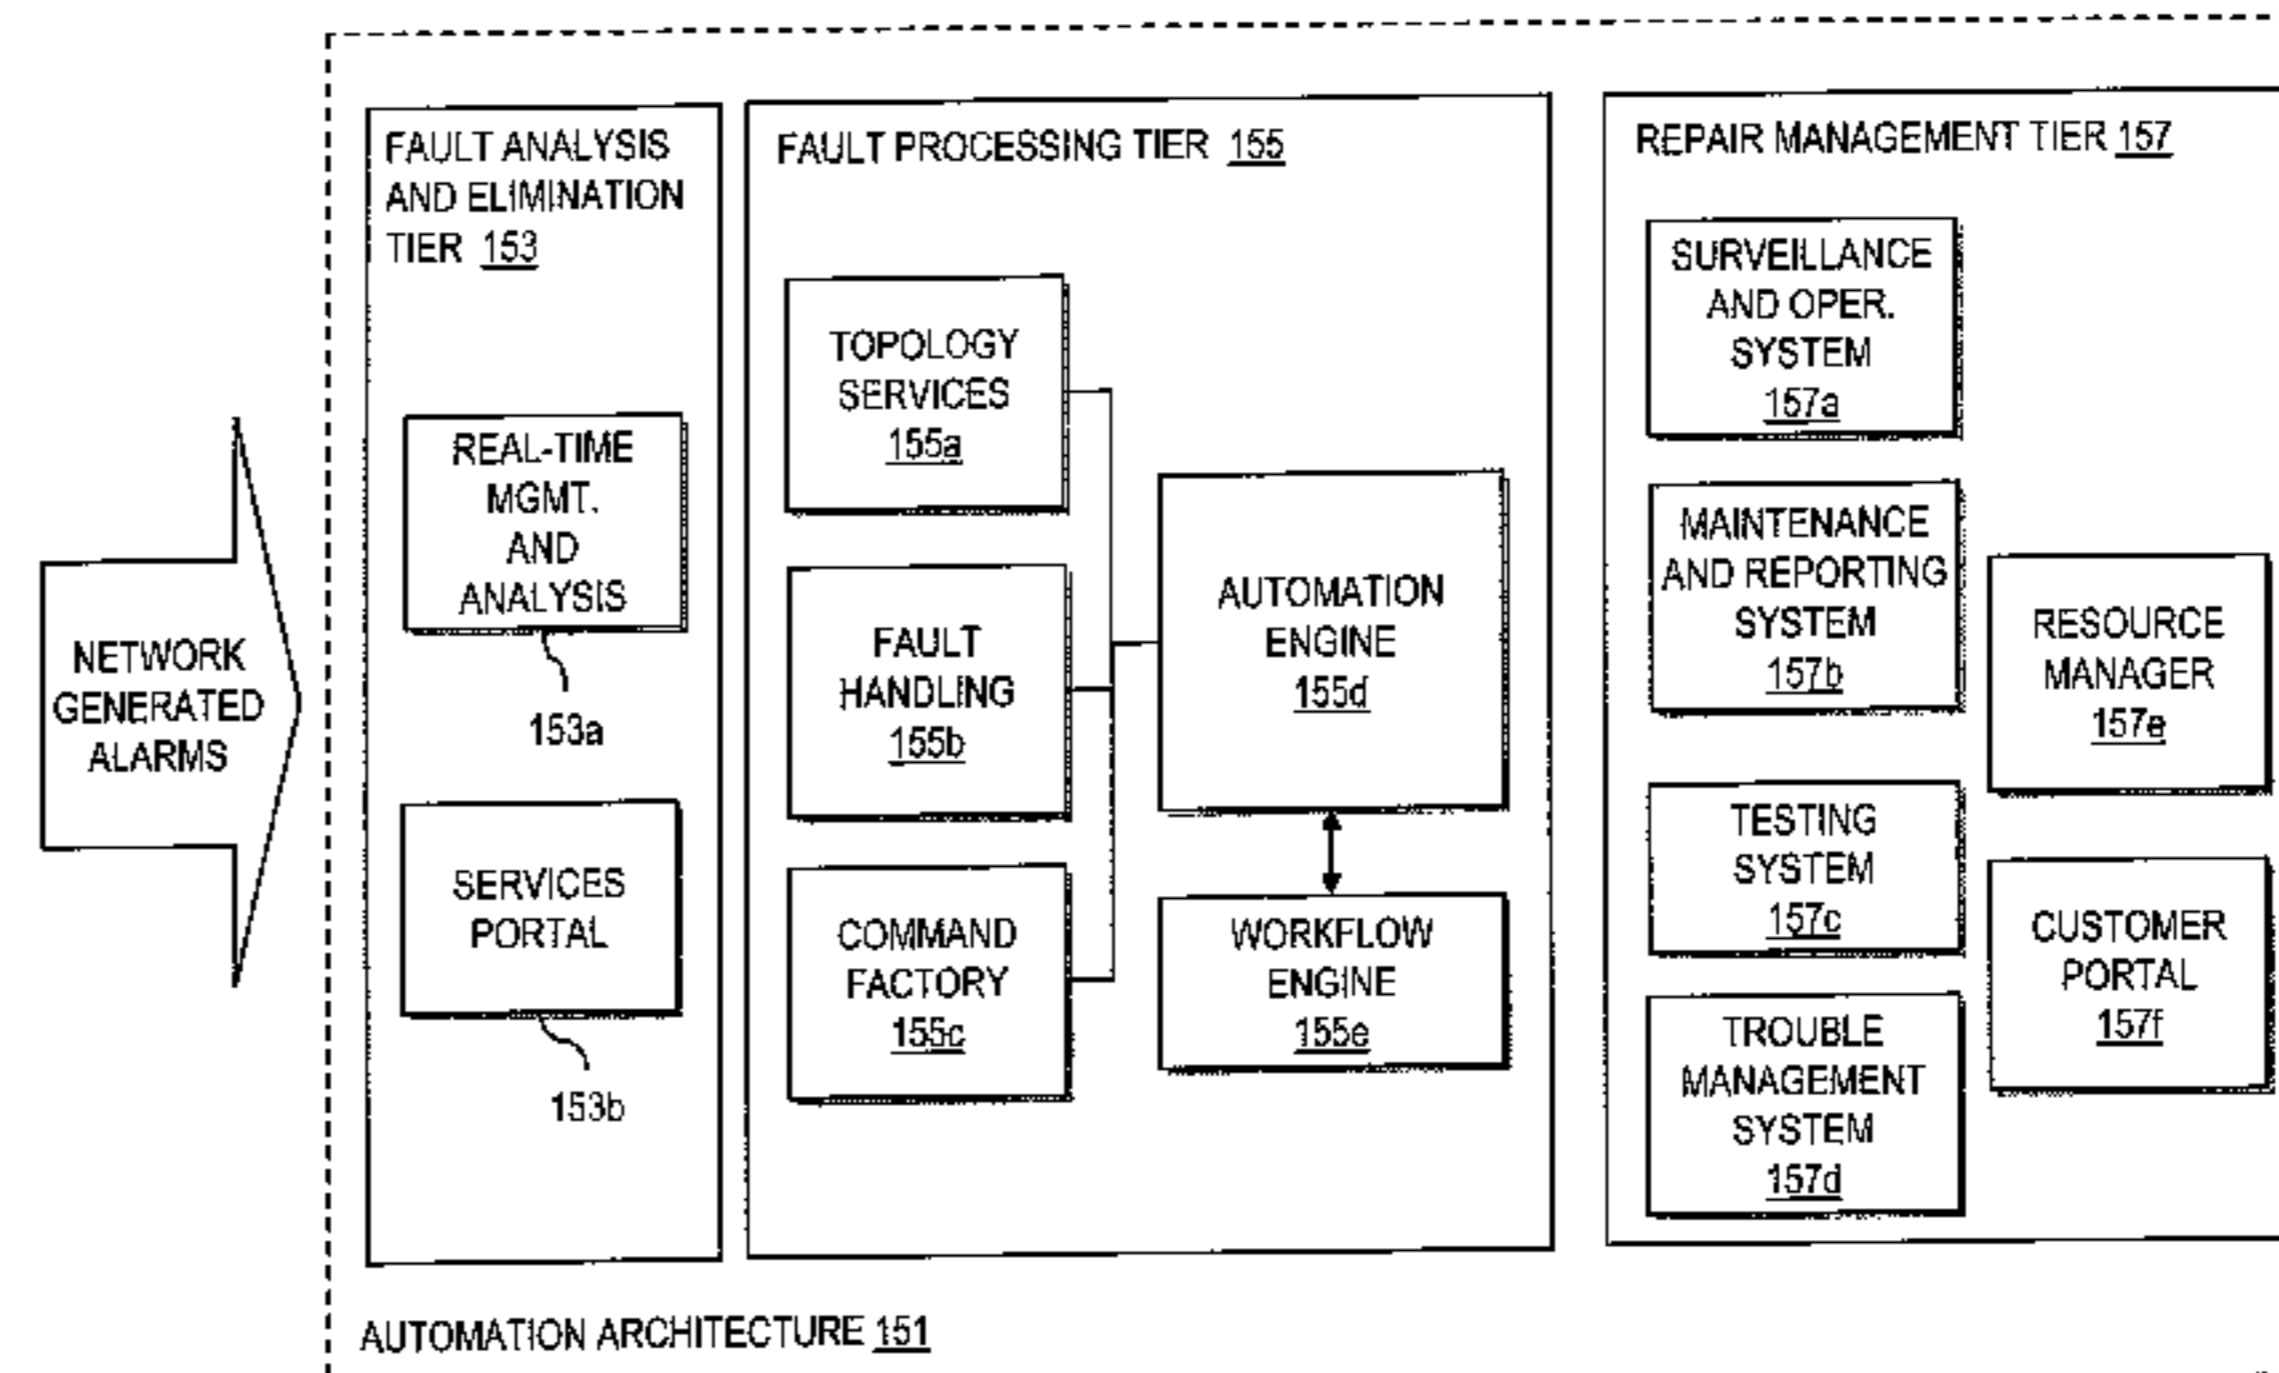 NETWORK
GENERATED
ALARMS
FAULT ANALYSIS
AND ELIMINATION
TIER 153
REAL-TIME
MGMT.
AND
ANALYSIS
153a
SERVICES
PORTAL
153b
FAULT PROCESSING TIER 155
TOPOLOGY
SERVICES
155a
FAULT
HANDLING
155b
COMMAND
FACTORY
155c
AUTOMATION
ENGINE
155d
WORKFLOW
ENGINE
155e
REPAIR MANAGEMENT TIER 157
SURVEILLANCE
AND OPER.
SYSTEM
157a
MAINTENANCE
AND REPORTING
SYSTEM
157b
TESTING
SYSTEM
157c
TROUBLE
MANAGEMENT
SYSTEM
157d
RESOURCE
MANAGER
157e
CUSTOMER
PORTAL
157f
AUTOMATION ARCHITECTURE 151